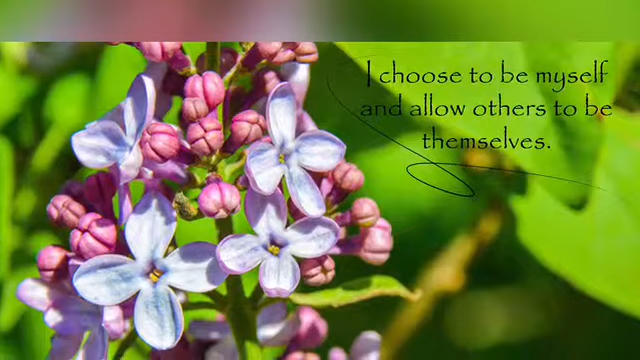 I choose to be myself
and allow others to be
themselves.